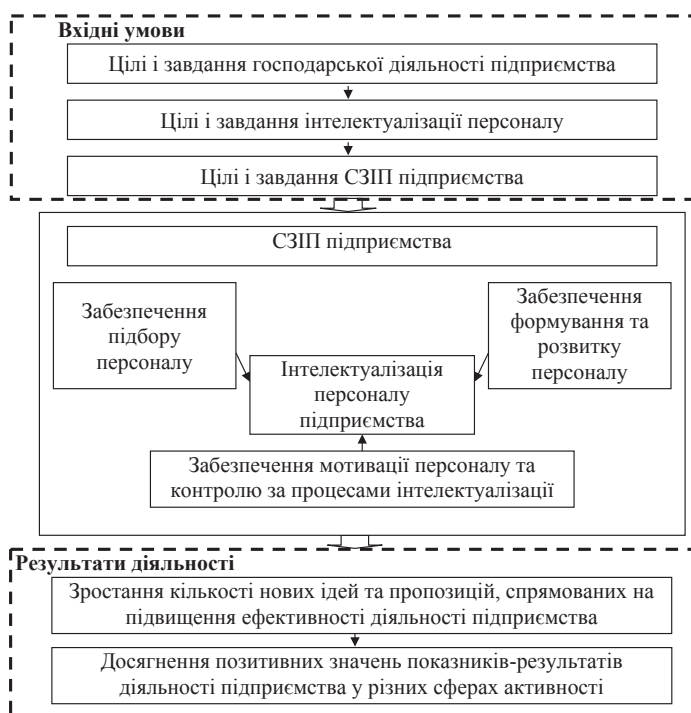 Вхідні умови
Цілі і завдання господарської діяльності підприємства
Цілі і завдання інтелектуалізації персоналу
Цілі і завдання СЗІП підприємства
СЗІП підприємства
Забезпечення
підбору
персоналу
Забезпечення
формування та
розвитку
персоналу
Інтелектуалізація
персоналу
підприємства
Забезпечення мотивації персоналу та
контролю за процесами інтелектуалізації
Результати діяльності
Зростання кількості нових ідей та пропозицій, спрямованих на
підвищення ефективності діяльності підприємства
Досягнення позитивних значень показників-результатів
діяльності підприємства у різних сферах активності